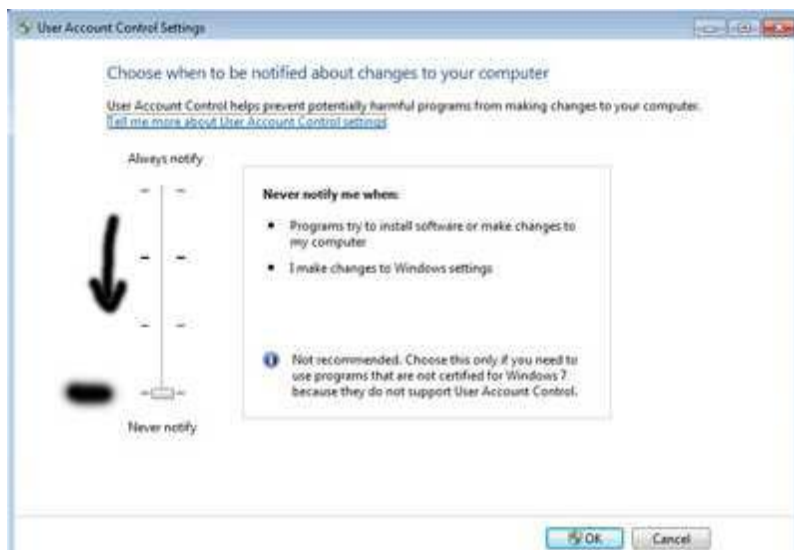 User Account Control Settings
Choose when to be notified about changes to your computer
User Account Control helps prevent potentially harmful programs from making changes to your computer.
Tell me more about User Account Control settings
Always notify
Never notify me when:
Programs try to install software or make changes to
my computer
I make changes to Windows settings
Not recommended. Choose this only if you need to
use programs that are not certified for Windows 7
because they do not support User Account Control.
Never notify
OK
Cancel